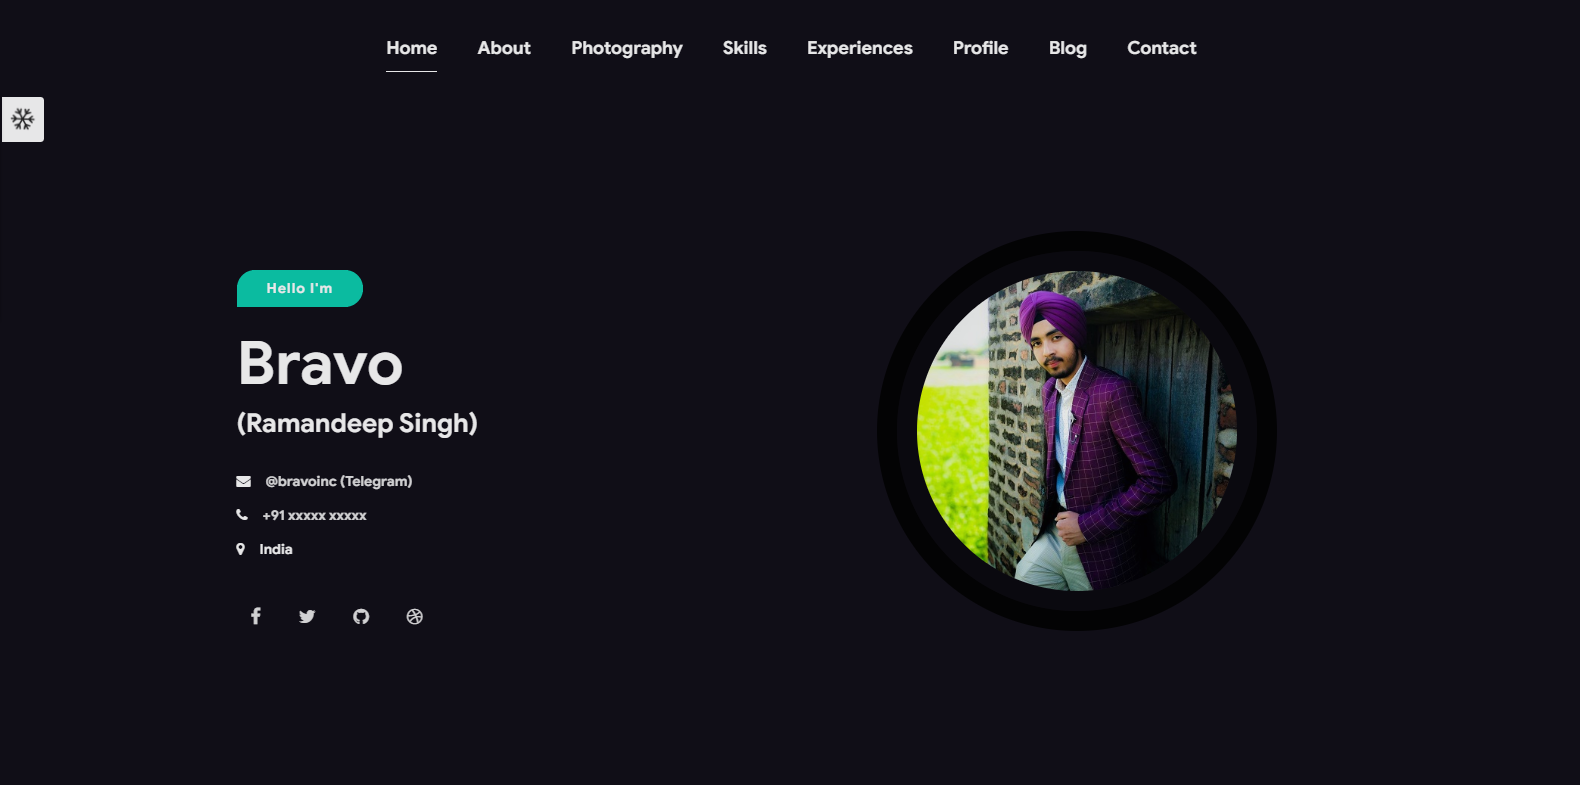 Home About Photography Skills Experiences Profile Blog Contact
Hello I'm
Bravo
(Ramandeep Singh)
@bravoinc (Telegram)
+91 xxxxx xxxxx
India